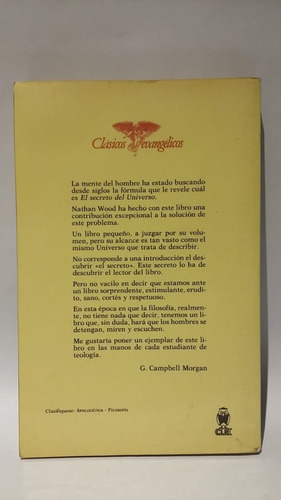 Clásicos evangélicos
La mente del hombre ha estado buscando
desde siglos la fórmula que le revele cuál
es El secreto del Universo.
Nathan Wood ha hecho con este libro una
contribución excepcional a la solución de
este problema.
Un libro pequeño, a juzgar por su volu-
men, pero su alcance es tan vasto como el
mismo Universo que trata de describir.
No corresponde a una introducción el des-
cubrir «el secreto». Este secreto lo ha de
descubrir el lector del libro.
Pero no vacilo en decir que estamos ante
un libro sorprendente, estimulante, erudi-
to, sano, cortés y respetuoso.
En esta época en que la filosofía, realmen-
te, no tiene nada que decir, tenemos un li-
bro que, sin duda, hará que los hombres se
detengan, miren y escuchen.
Me gustaría poner un ejemplar de este li-
bro en las manos de cada estudiante de
teología.
G. Campbell Morgan
Clasifíquese: APOLOGÉTICA - FILOSOFÍA
CLIE